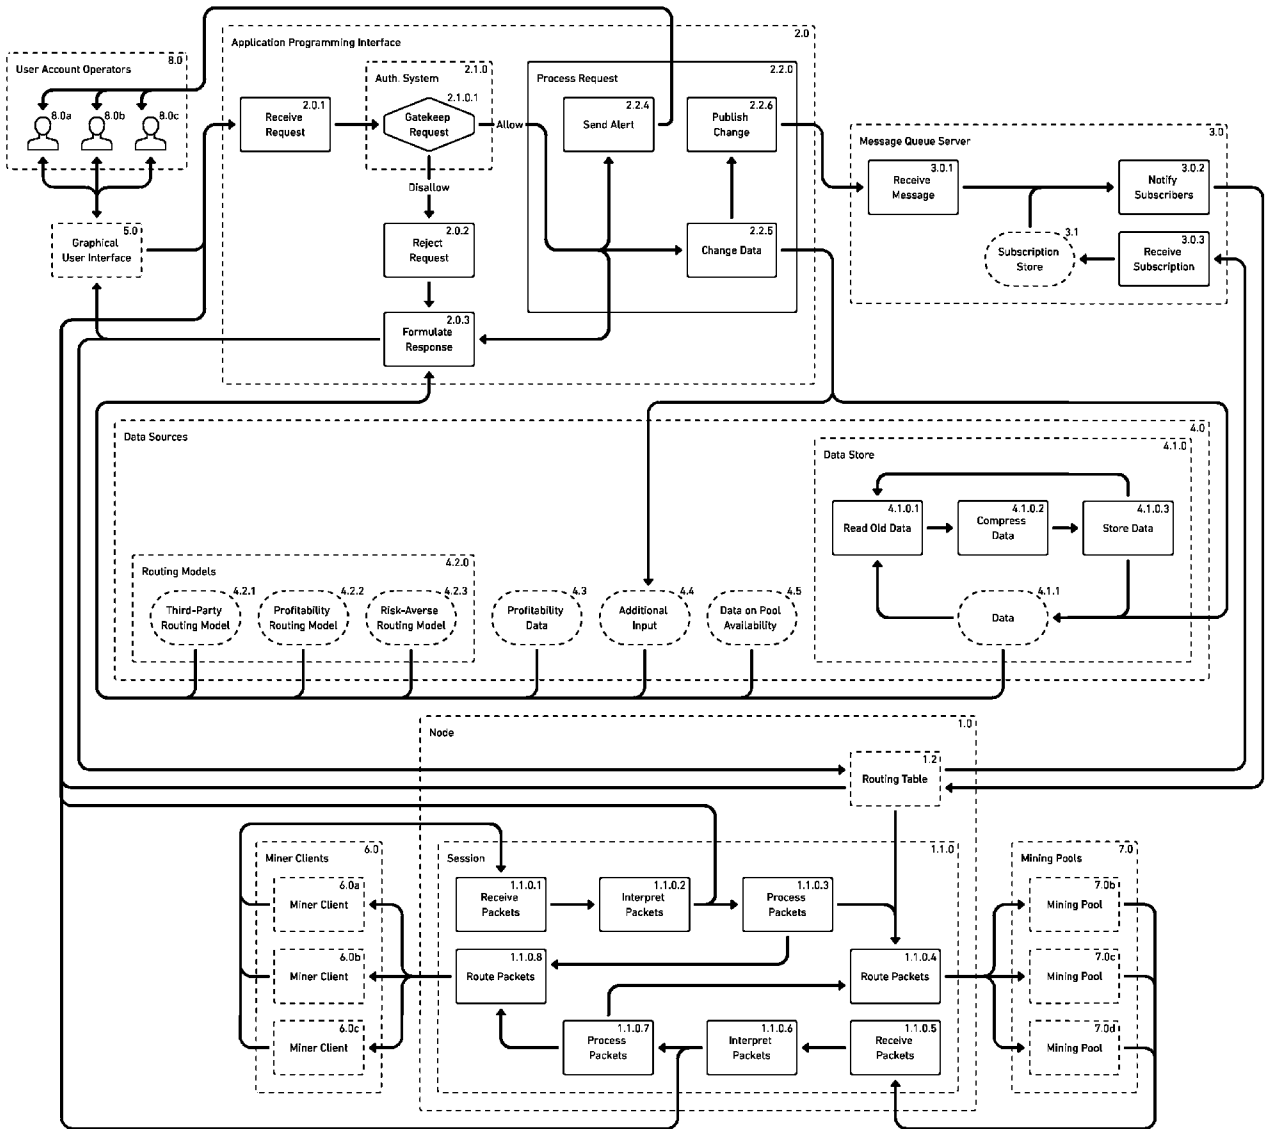 8.0
User Account Operators
8.0a
8.0b
8.0c
5.0
Graphical
User Interface
2.0
Application Programming Interface
2.0.1
Receive
Request
2.1.0
Auth. System
2.1.0.1
Gatekeep
Request
Allow
Disallow
2.0.2
Reject
Request
2.0.3
Formulate
Response
2.2.0
Process Request
2.2.4
Send Alert
2.2.6
Publish
Change
2.2.5
Change Data
3.0
Message Queue Server
3.0.1
Receive
Message
3.0.2
Notify
Subscribers
3.1
Subscription
Store
3.0.3
Receive
Subscription
4.0
Data Sources
4.1.0
Data Store
4.1.0.1
Read Old Data
4.1.0.2
Compress
Data
4.1.0.3
Store Data
4.1.1
Data
4.2.0
Routing Models
4.2.1
Third-Party
Routing Model
4.2.2
Profitability
Routing Model
4.2.3
Risk-Averse
Routing Model
4.3
Profitability
Data
4.4
Additional
Input
4.5
Data on Pool
Availability
1.0
Node
1.2
Routing Table
6.0
Miner Clients
6.0a
Miner Client
6.0b
Miner Client
6.0c
Miner Client
1.1.0
Session
1.1.0.1
Receive
Packets
1.1.0.2
Interpret
Packets
1.1.0.3
Process
Packets
1.1.0.8
Route Packets
1.1.0.4
Route Packets
1.1.0.7
Process
Packets
1.1.0.6
Interpret
Packets
1.1.0.5
Receive
Packets
7.0
Mining Pools
7.0b
Mining Pool
7.0c
Mining Pool
7.0d
Mining Pool